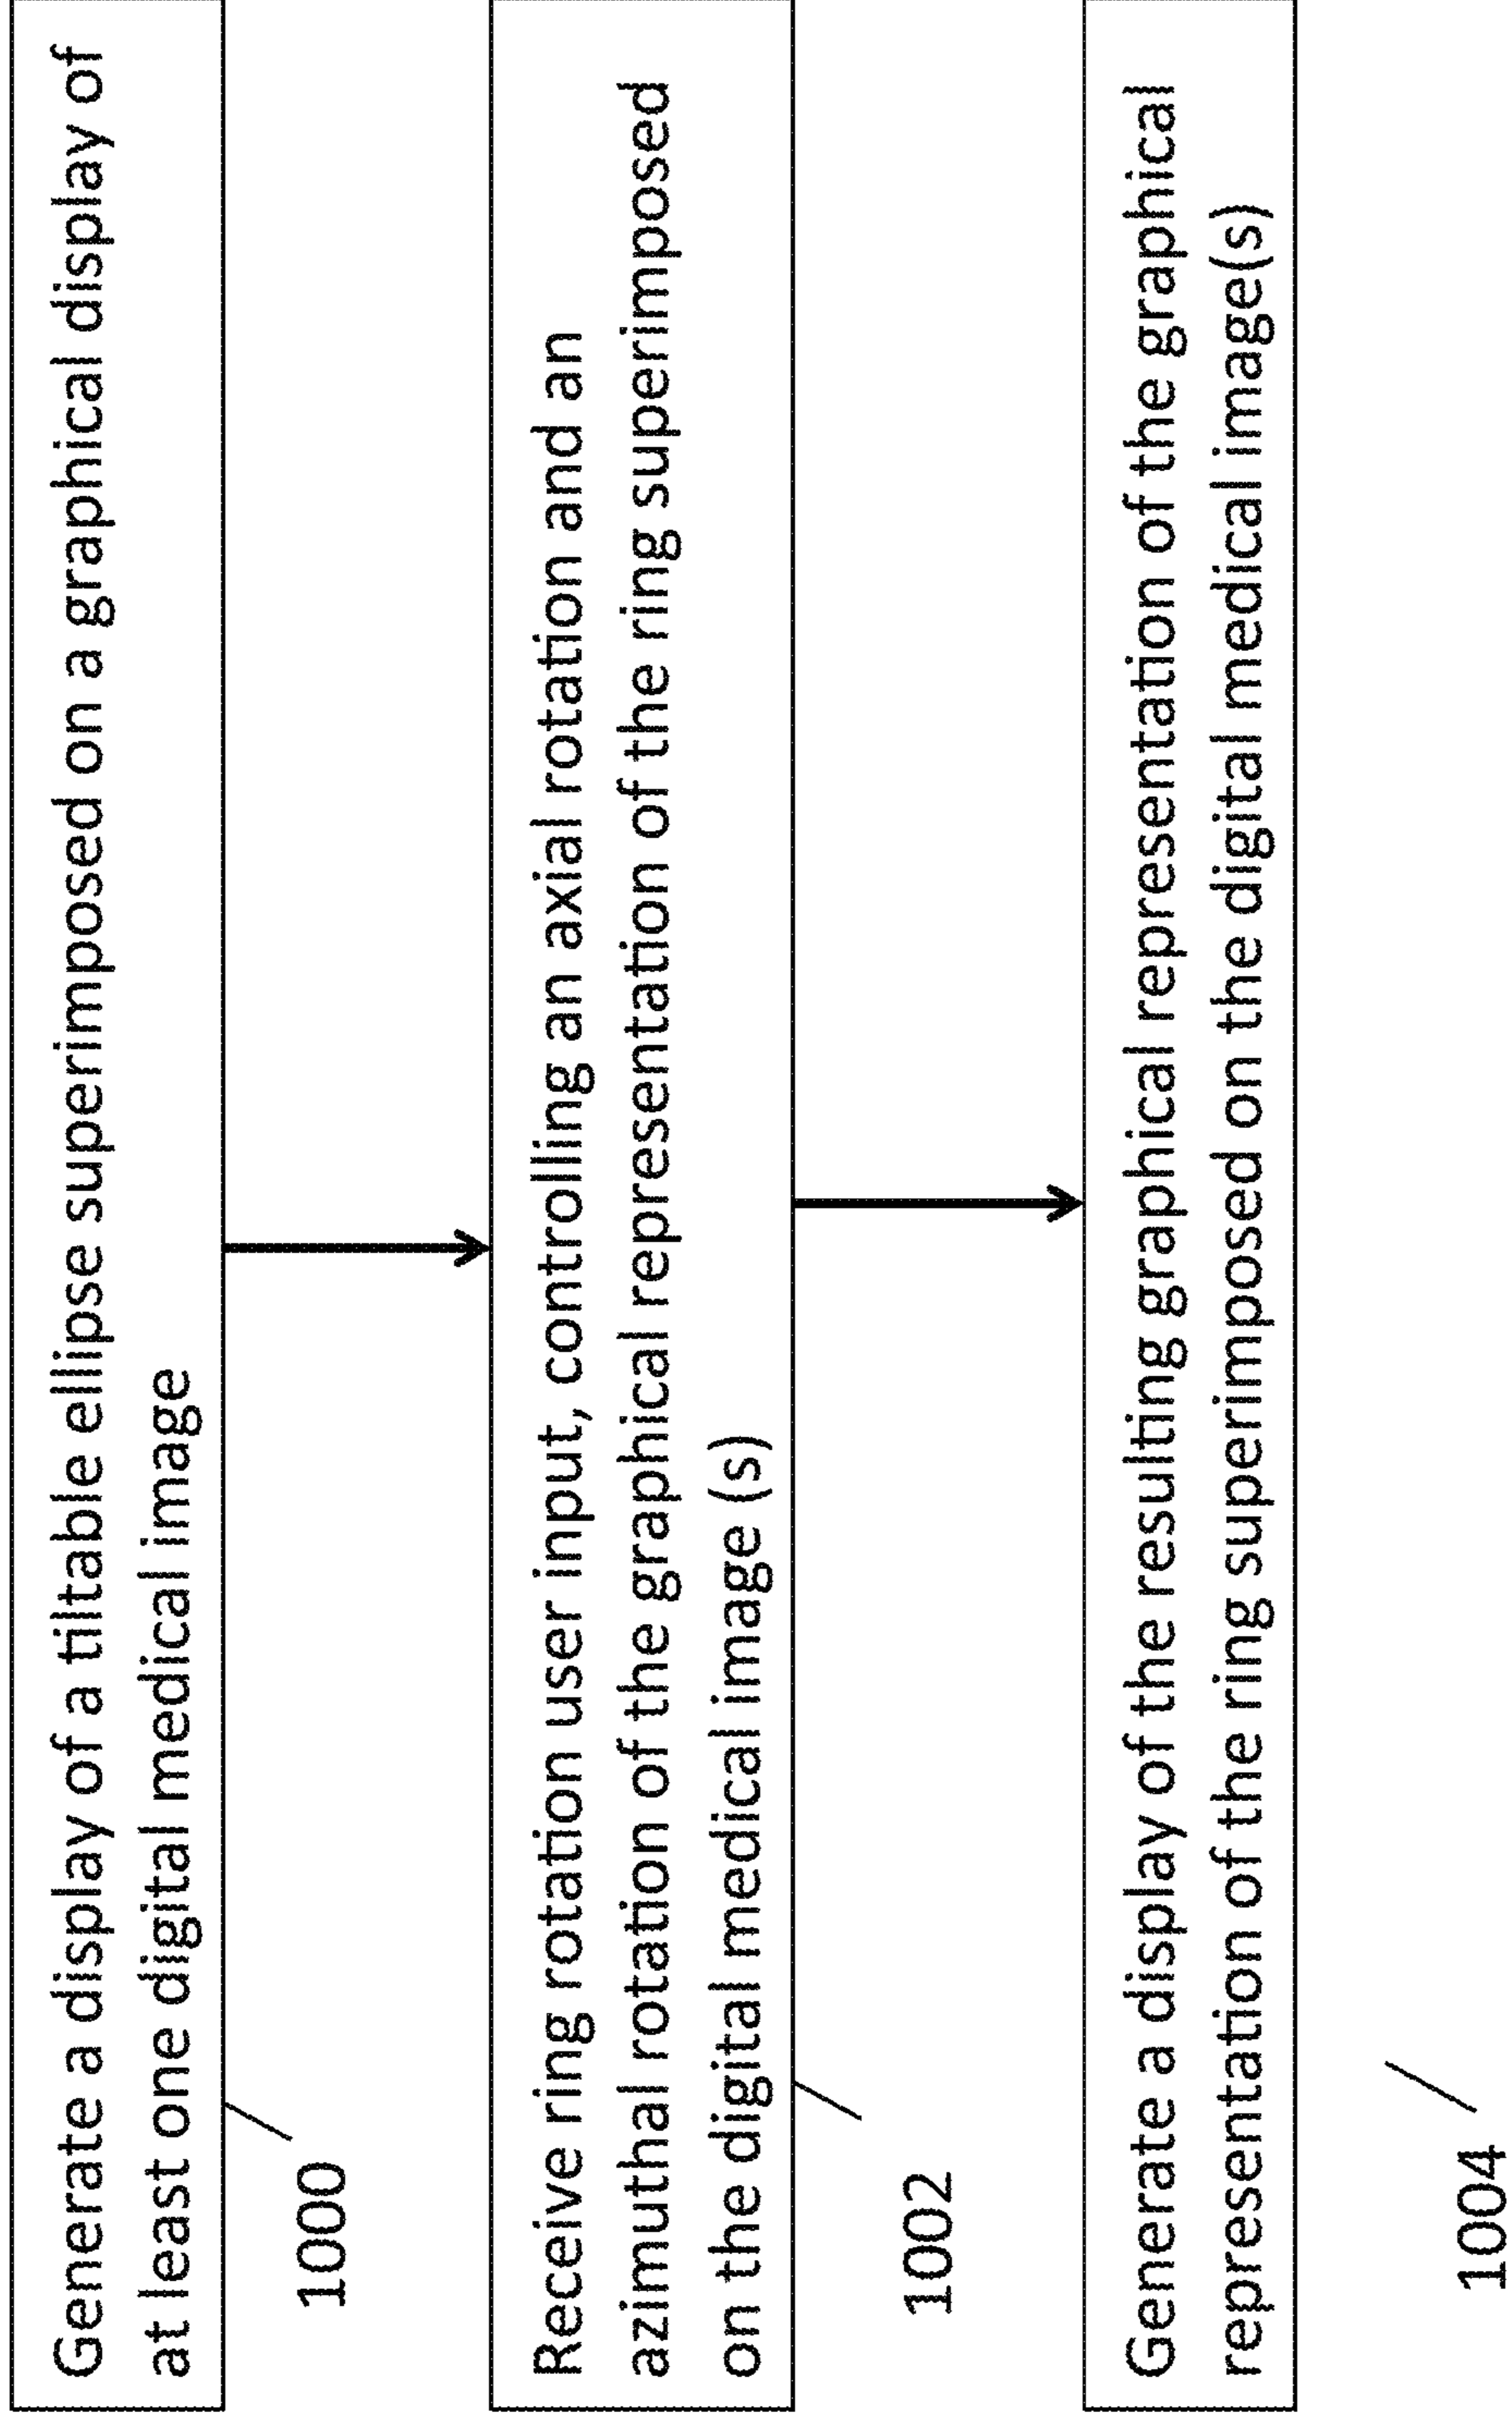 Generate a display of a tiltable ellipse superimposed on a graphical display of
at least one digital medical image
1000
Receive ring rotation user input, controlling an axial rotation and an
azimuthal rotation of the graphical representation of the ring superimposed
on the digital medical image (s)
1002
Generate a display of the resulting graphical representation of the graphical
representation of the ring superimposed on the digital medical image(s)
1004